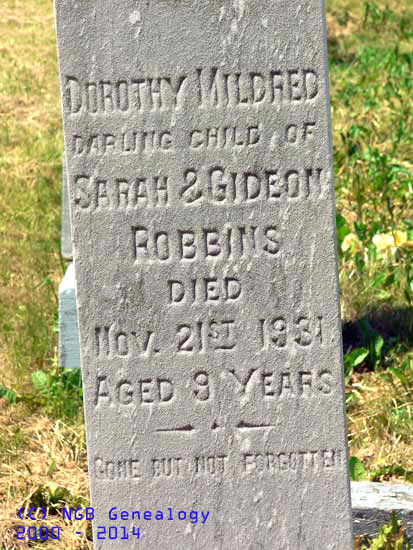 DOROTHY MILDRED
DARLING CHILD OF
SARAH & GIDEON
ROBBINS
DIED
NOV. 21ST 1931
AGED 9 YEARS
GONE BUT NOT FORGOTTEN
(C) NGB Genealogy
2000 - 2014